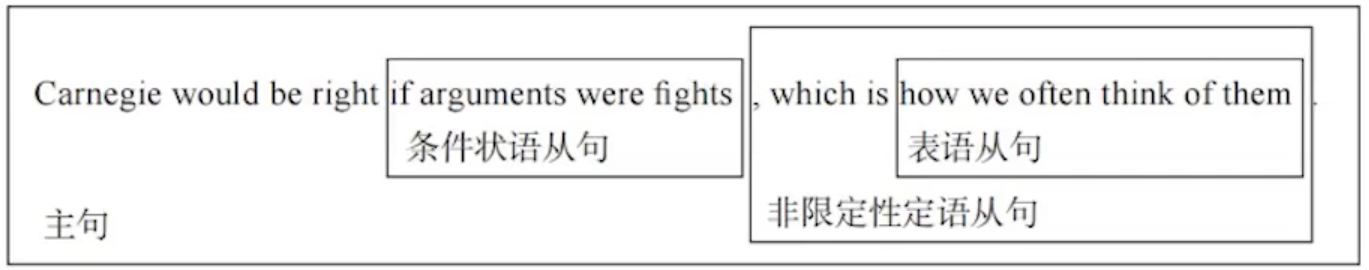 Carnegie would be right if arguments were fights , which is how we often think of them .
条件状语从句 表语从句
主句 非限定性定语从句